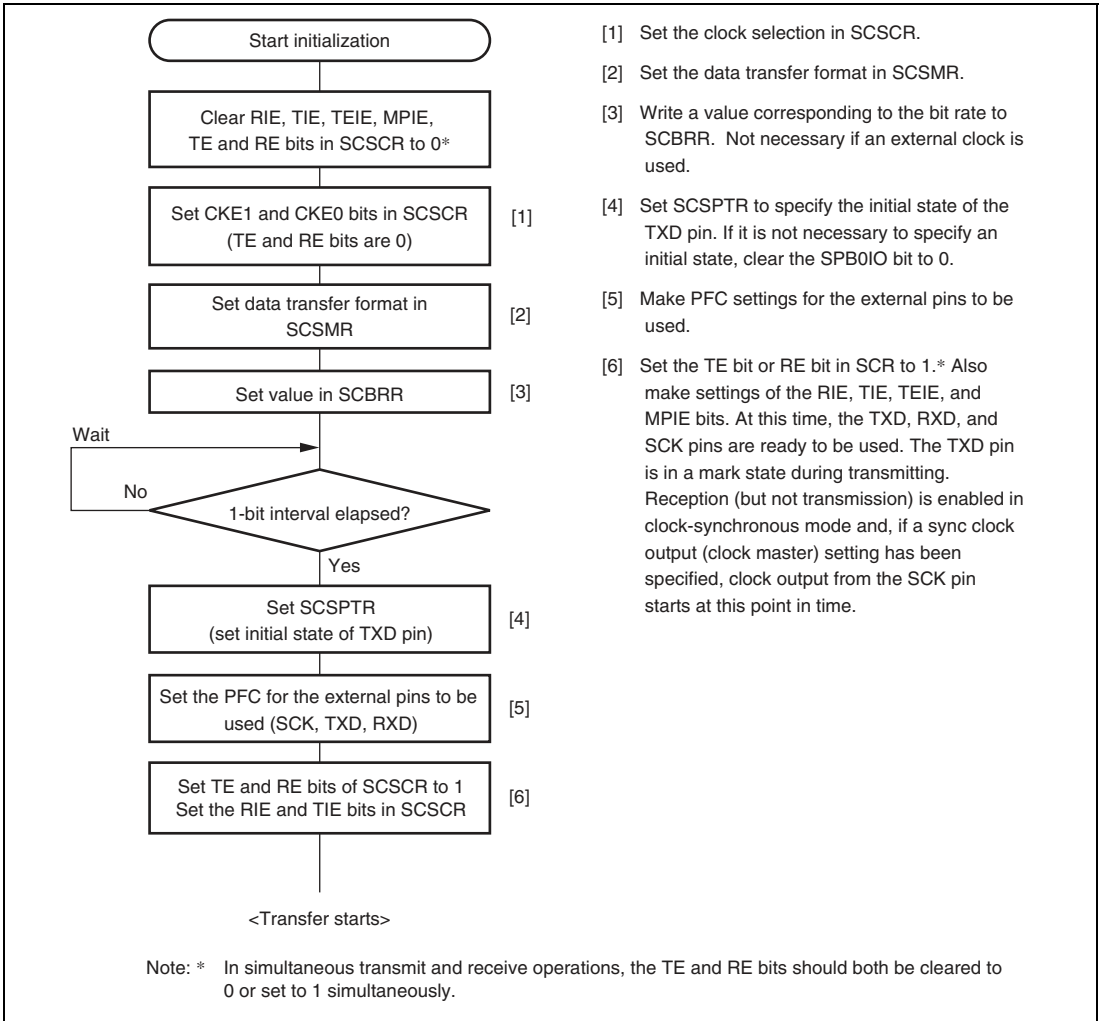 Start initialization
Clear RIE, TIE, TEIE, MPIE,
TE and RE bits in SCSCR to 0*
Set CKE1 and CKE0 bits in SCSCR
(TE and RE bits are 0)
[1]
Set data transfer format in
SCSMR
[2]
Set value in SCBRR
[3]
Wait
No
1-bit interval elapsed?
Yes
Set SCSPTR
(set initial state of TXD pin)
[4]
Set the PFC for the external pins to be
used (SCK, TXD, RXD)
[5]
Set TE and RE bits of SCSCR to 1
Set the RIE and TIE bits in SCSCR
[6]
<Transfer starts>
[1] Set the clock selection in SCSCR.
[2] Set the data transfer format in SCSMR.
[3] Write a value corresponding to the bit rate to
SCBRR. Not necessary if an external clock is
used.
[4] Set SCSPTR to specify the initial state of the
TXD pin. If it is not necessary to specify an
initial state, clear the SPB0IO bit to 0.
[5] Make PFC settings for the external pins to be
used.
[6] Set the TE bit or RE bit in SCR to 1.* Also
make settings of the RIE, TIE, TEIE, and
MPIE bits. At this time, the TXD, RXD, and
SCK pins are ready to be used. The TXD pin
is in a mark state during transmitting.
Reception (but not transmission) is enabled in
clock-synchronous mode and, if a sync clock
output (clock master) setting has been
specified, clock output from the SCK pin
starts at this point in time.
Note: * In simultaneous transmit and receive operations, the TE and RE bits should both be cleared to
0 or set to 1 simultaneously.